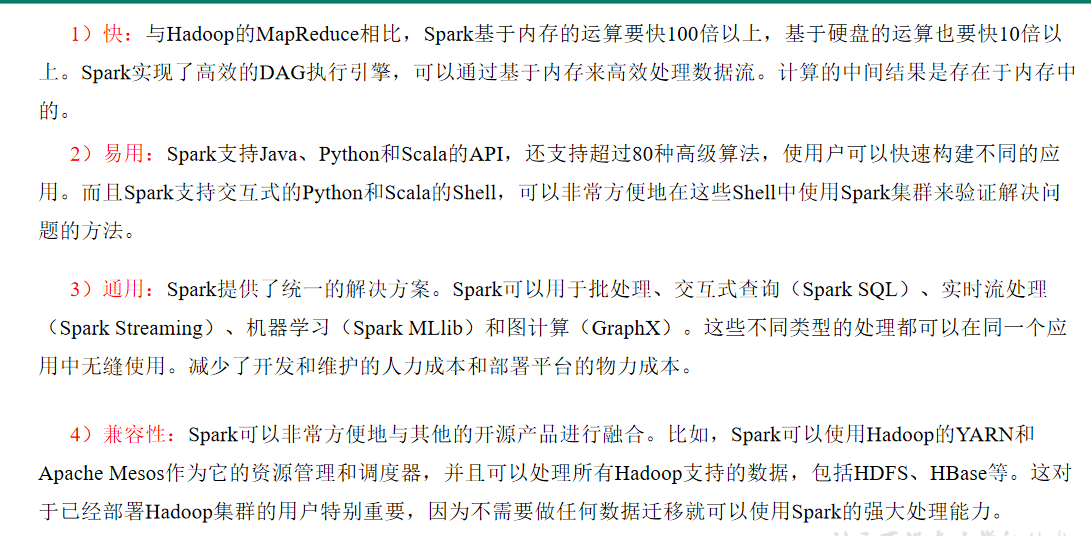 1）快：与Hadoop的MapReduce相比，Spark基于内存的运算要快100倍以上，基于硬盘的运算也要快10倍以
上。Spark实现了高效的DAG执行引擎，可以通过基于内存来高效处理数据流。计算的中间结果是存在于内存中
的。
2）易用：Spark支持Java、Python和Scala的API，还支持超过80种高级算法，使用户可以快速构建不同的应
用。而且Spark支持交互式的Python和Scala的Shell，可以非常方便地在这些Shell中使用Spark集群来验证解决问
题的方法。
3）通用：Spark提供了统一的解决方案。Spark可以用于批处理、交互式查询（Spark SQL）、实时流处理
（Spark Streaming）、机器学习（Spark MLlib）和图计算（GraphX）。这些不同类型的处理都可以在同一个应
用中无缝使用。减少了开发和维护的人力成本和部署平台的物力成本。
4）兼容性：Spark可以非常方便地与其他的开源产品进行融合。比如，Spark可以使用Hadoop的YARN和
Apache Mesos作为它的资源管理和调度器，并且可以处理所有Hadoop支持的数据，包括HDFS、HBase等。这对
于已经部署Hadoop集群的用户特别重要，因为不需要做任何数据迁移就可以使用Spark的强大处理能力。